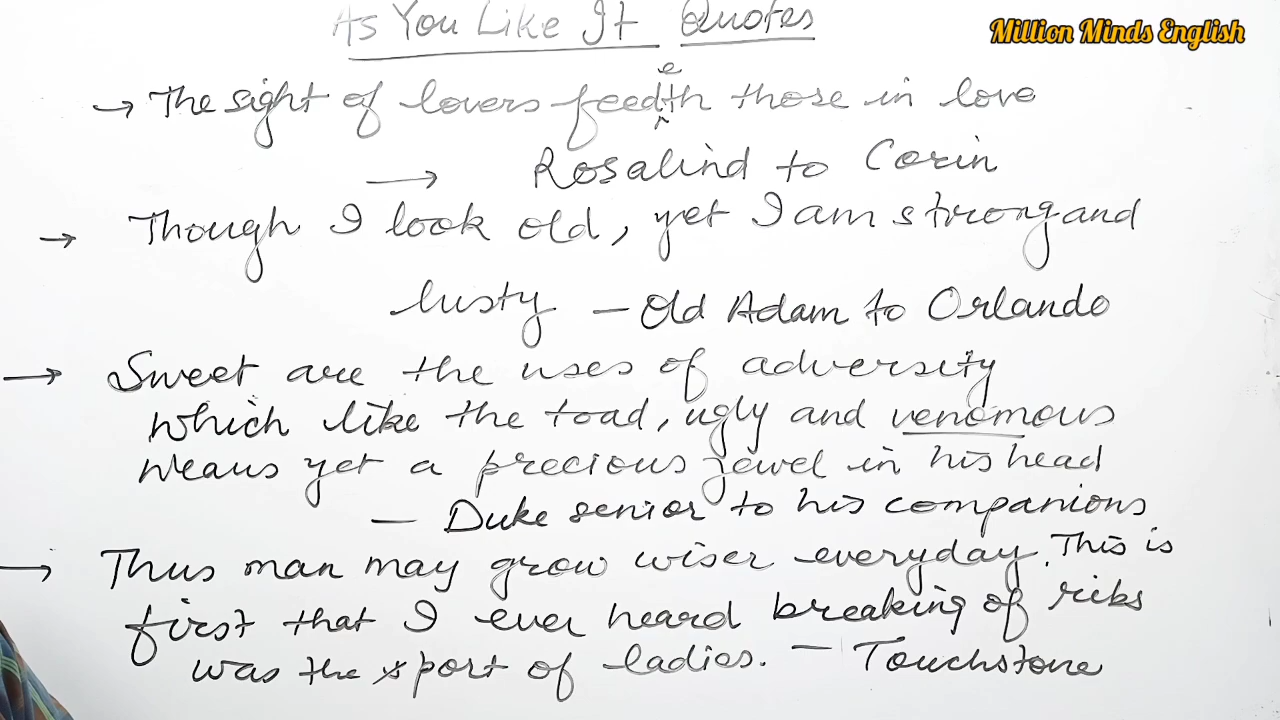 As You Like It Quotes
Million Minds English
→ The sight of lovers feedeth those in love
→ Rosalind to Corin
→ Though I look old, yet I am strong and
lusty – Old Adam to Orlando
→ Sweet are the uses of adversity
which like the toad, ugly and venomous
Wears yet a precious jewel in his head
– Duke senior to his companions
→ Thus man may grow wiser everyday. This is
first that I ever heard breaking of ribs
was the sport of ladies. – Touchstone